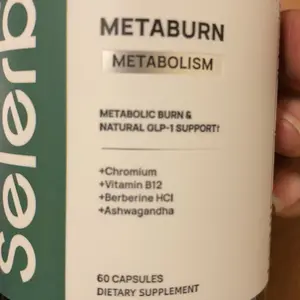 Selerb
METABURN
METABOLISM
METABOLIC BURN &
NATURAL GLP-1 SUPPORT†
+Chromium
+Vitamin B12
+Berberine HCl
+Ashwagandha
60 CAPSULES
DIETARY SUPPLEMENT